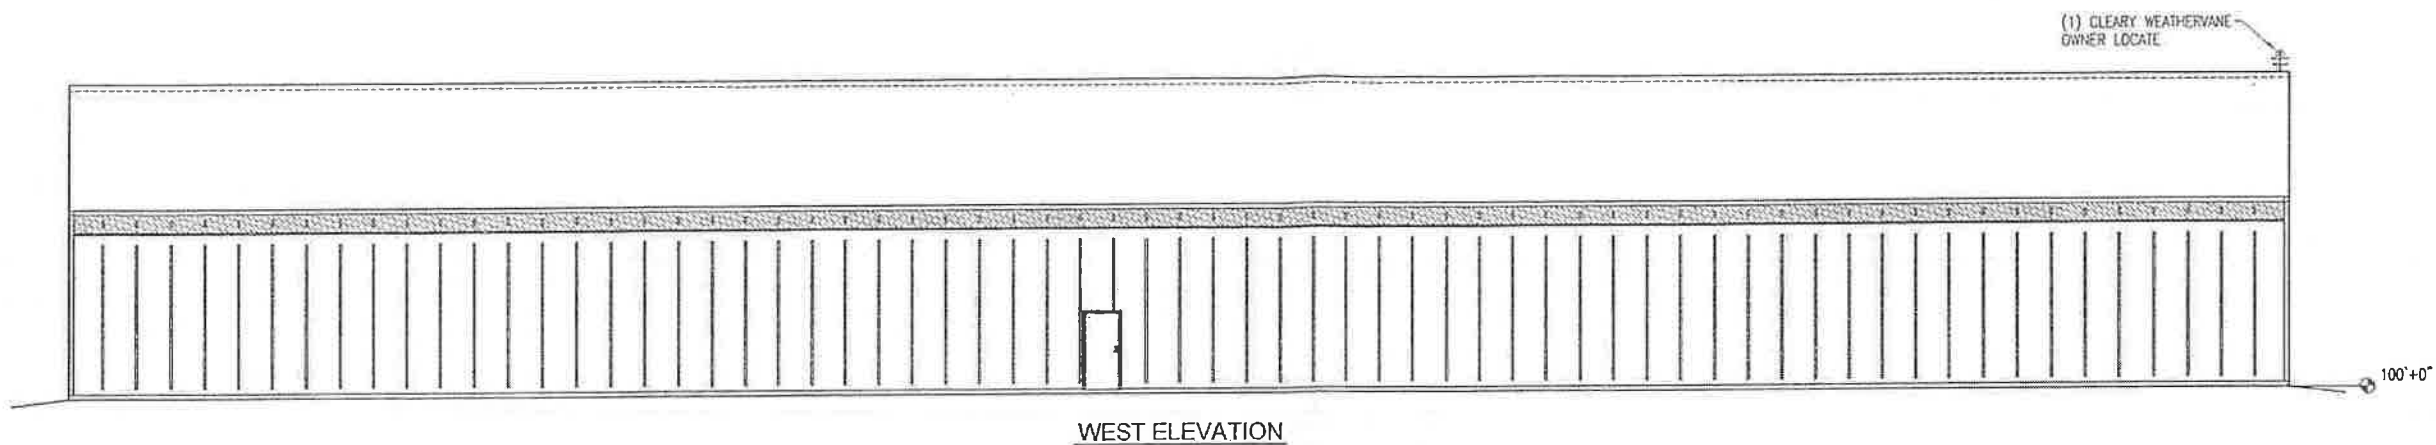 (1) CLEARY WEATHERVANE
OWNER LOCATE
100'+0"
WEST ELEVATION